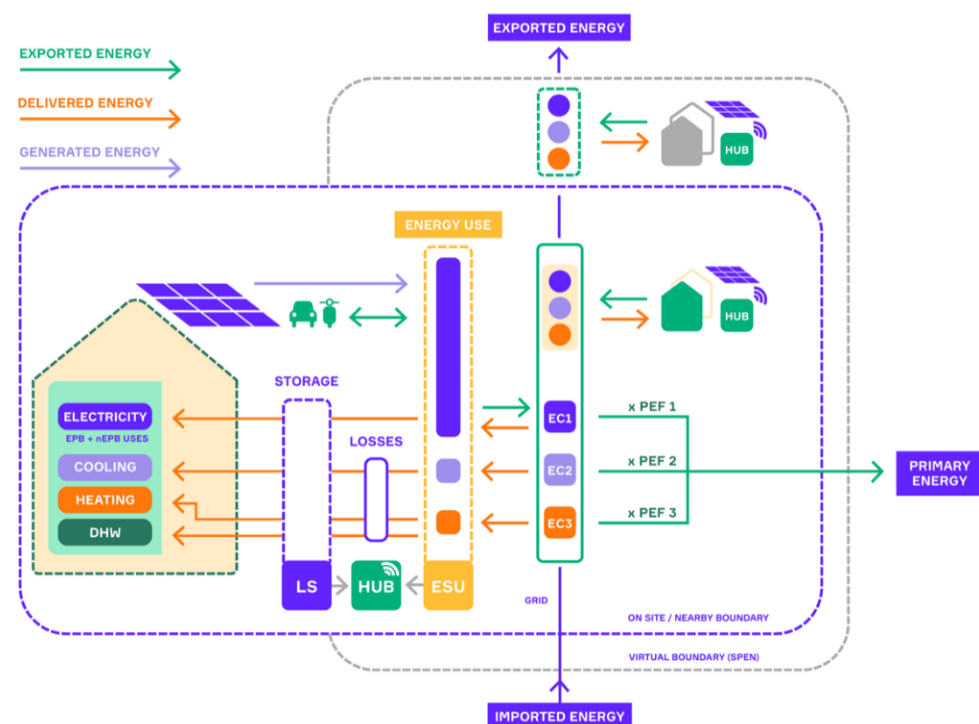 EXPORTED ENERGY
EXPORTED ENERGY
DELIVERED ENERGY
GENERATED ENERGY
HUB
ENERGY USE
HUB
STORAGE
ELECTRICITY
EPB + nEPB USES
COOLING
HEATING
DHW
LOSSES
EC1
EC2
EC3
x PEF 1
x PEF 2
x PEF 3
PRIMARY
ENERGY
LS
HUB
ESU
GRID
ON SITE / NEARBY BOUNDARY
VIRTUAL BOUNDARY (SPEN)
IMPORTED ENERGY